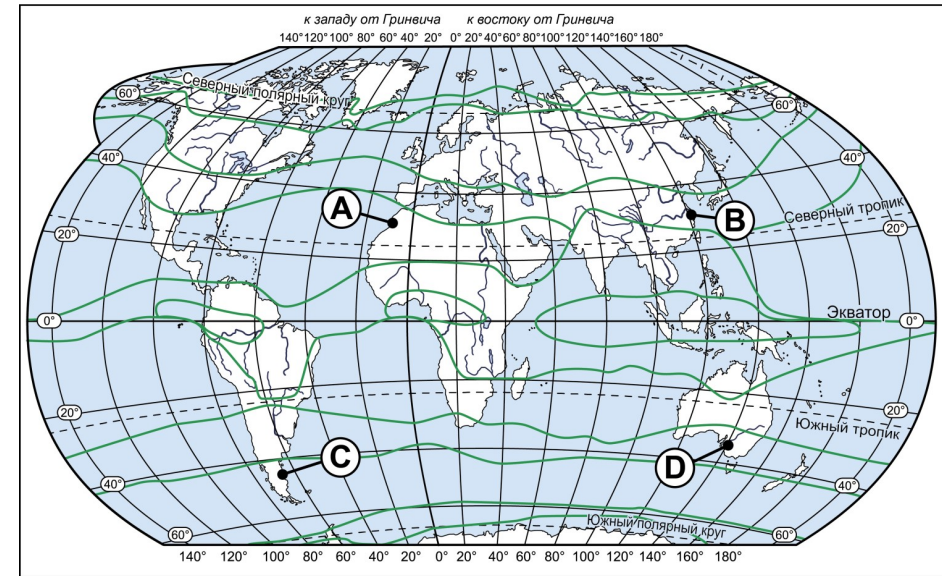 к западу от Гринвича к востоку от Гринвича
140° 120° 100° 80° 60° 40° 20° 0° 20° 40° 60° 80° 100° 120° 140° 160° 180°
Северный полярный круг
60° 60°
40° 40°
A B
Северный тропик
20° 20°
Экватор
0° 0°
20° 20°
Южный тропик
C D
40° 40°
Южный полярный круг
60° 60°
140° 120° 100° 80° 60° 40° 20° 0° 20° 40° 60° 80° 100° 120° 140° 160° 180°